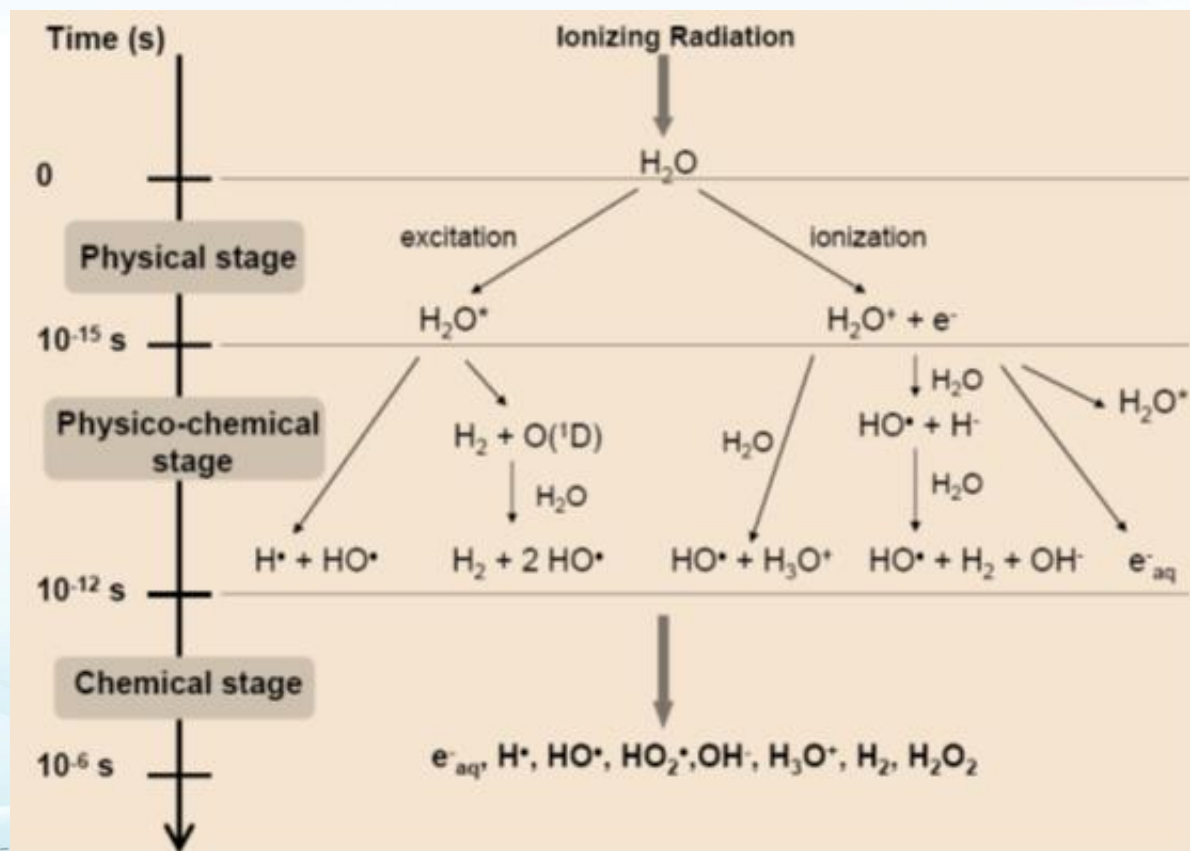 Time (s)
Ionizing Radiation
H₂O
0
excitation
ionization
Physical stage
H₂O*
H₂O⁺ + e⁻
10⁻¹⁵ s
H₂O
H₂O*
Physico-chemical
stage
H₂ + O(¹D)
H₂O
HO• + H⁻
H₂O
H₂O
H• + HO•
H₂ + 2 HO•
HO• + H₃O⁺
HO• + H₂ + OH⁻
e⁻aq
10⁻¹² s
Chemical stage
10⁻⁶ s
e⁻aq, H•, HO•, HO₂•,OH⁻, H₃O⁺, H₂, H₂O₂